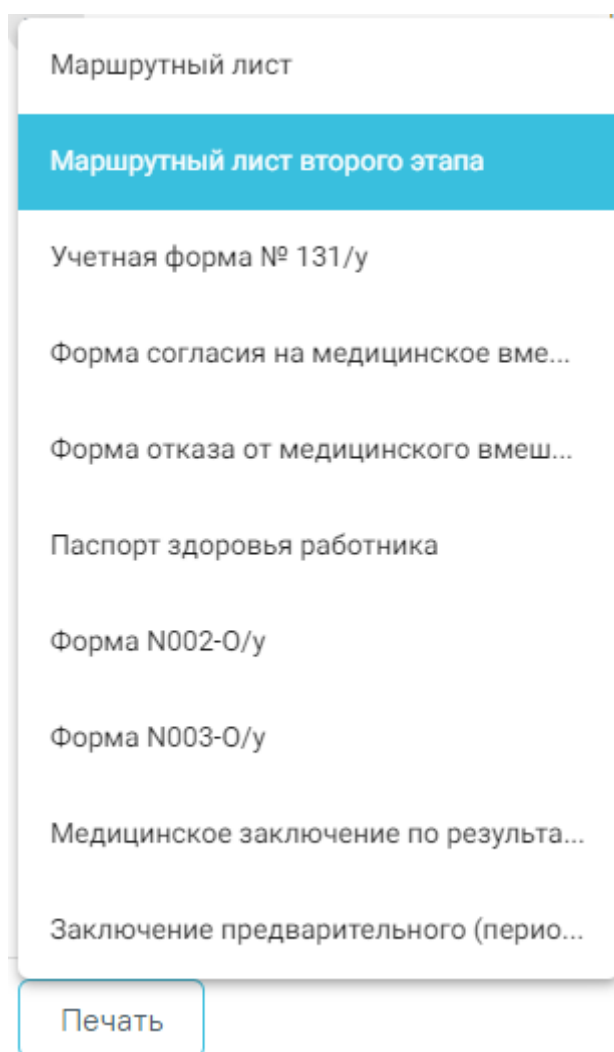 Маршрутный лист
Маршрутный лист второго этапа
Учетная форма № 131/у
Форма согласия на медицинское вме...
Форма отказа от медицинского вмеш...
Паспорт здоровья работника
Форма N002-О/у
Форма N003-О/у
Медицинское заключение по результа...
Заключение предварительного (перио...
Печать